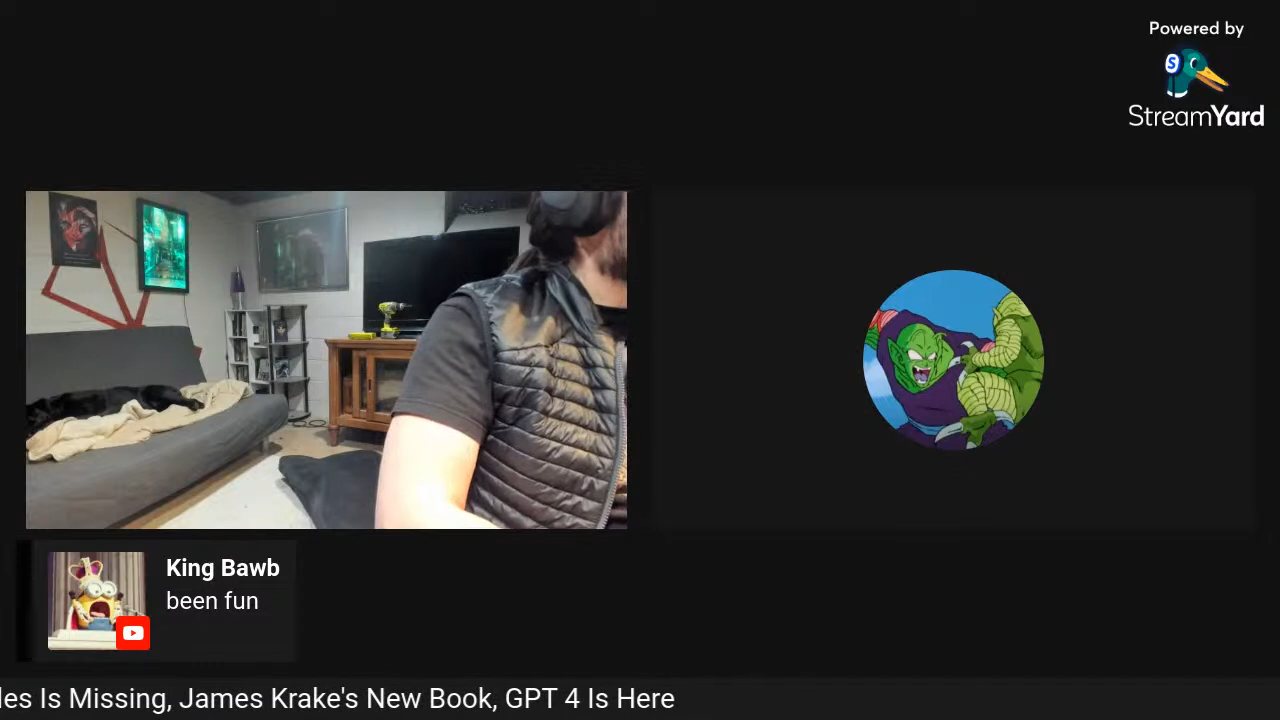 Powered by
S
StreamYard
King Bawb
been fun
les Is Missing, James Krake's New Book, GPT 4 Is Here